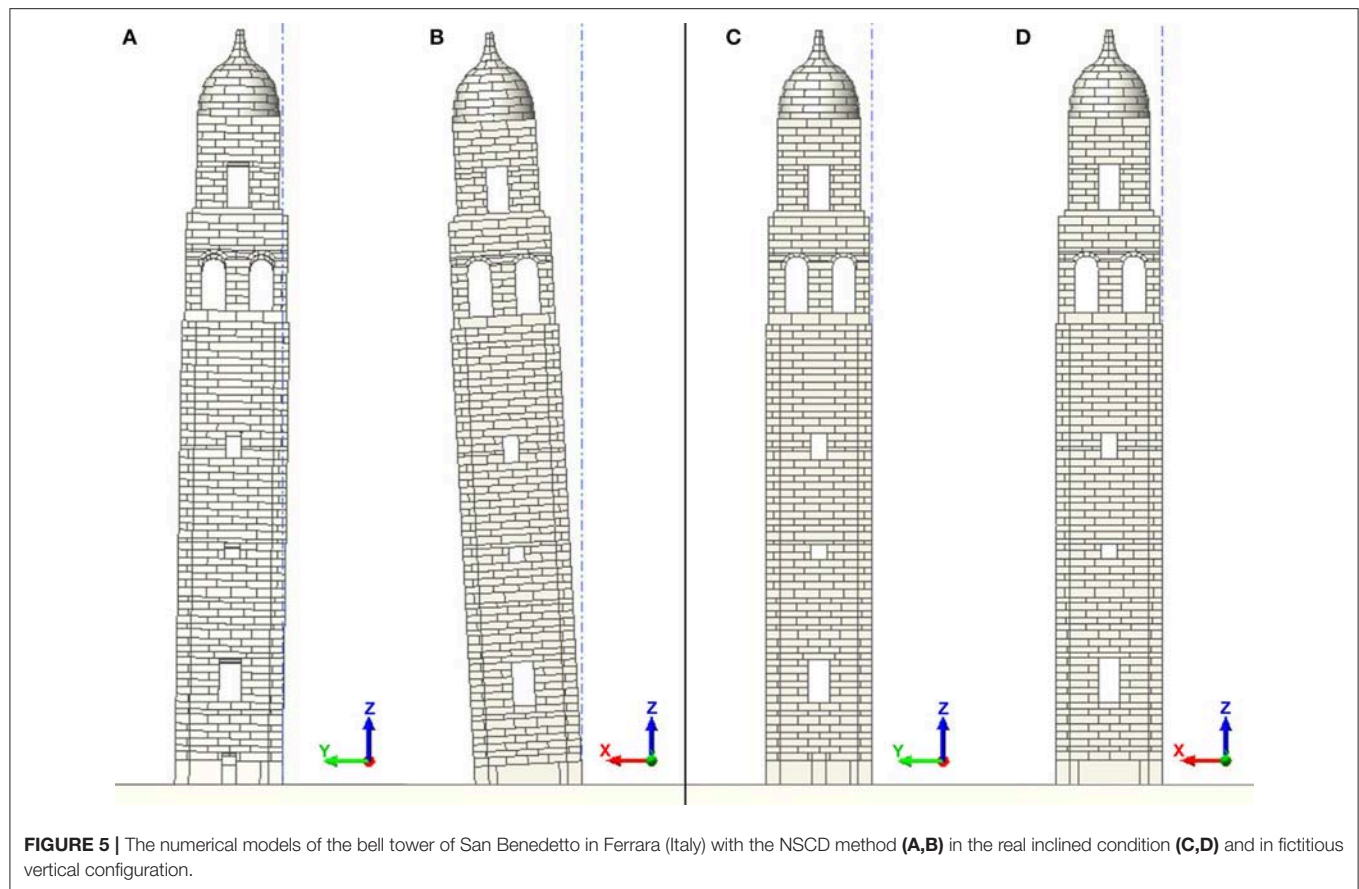 A B C D
Z Z Z Z
Y X Y X
FIGURE 5 | The numerical models of the bell tower of San Benedetto in Ferrara (Italy) with the NSCD method (A,B) in the real inclined condition (C,D) and in fictitious
vertical configuration.